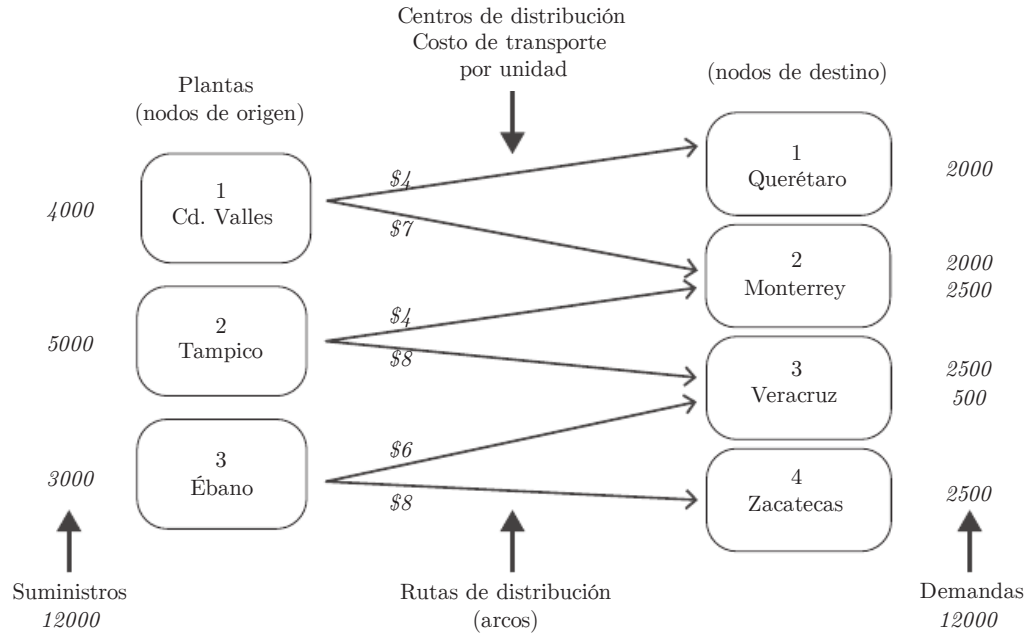 Centros de distribución
Costo de transporte
por unidad
Plantas
(nodos de origen)
(nodos de destino)
4000
1
Cd. Valles
$4
$7
1
Querétaro
2000
5000
2
Tampico
$4
$8
2
Monterrey
2000
2500
3000
3
Ébano
$6
$8
3
Veracruz
2500
500
4
Zacatecas
2500
Suministros
12000
Rutas de distribución
(arcos)
Demandas
12000